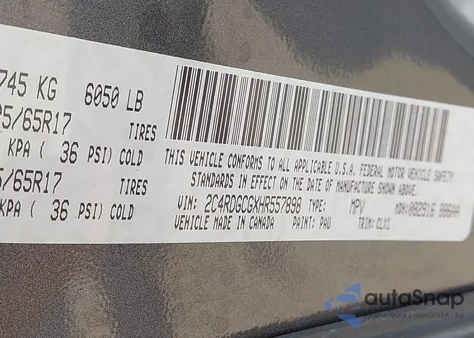 745 KG 6050 LB
5/65R17 TIRES
KPA ( 36 PSI) COLD
5/65R17 TIRES
KPA ( 36 PSI) COLD
THIS VEHICLE CONFORMS TO ALL APPLICABLE U.S.A. FEDERAL MOTOR VEHICLE SAFETY
STANDARDS IN EFFECT ON THE DATE OF MANUFACTURE SHOWN ABOVE
VIN: 2C4RDGCGXHR557898 TYPE: MPV MDH:
VEHICLE MADE IN CANADA PAINT: PAU TRIM:
autoSnap